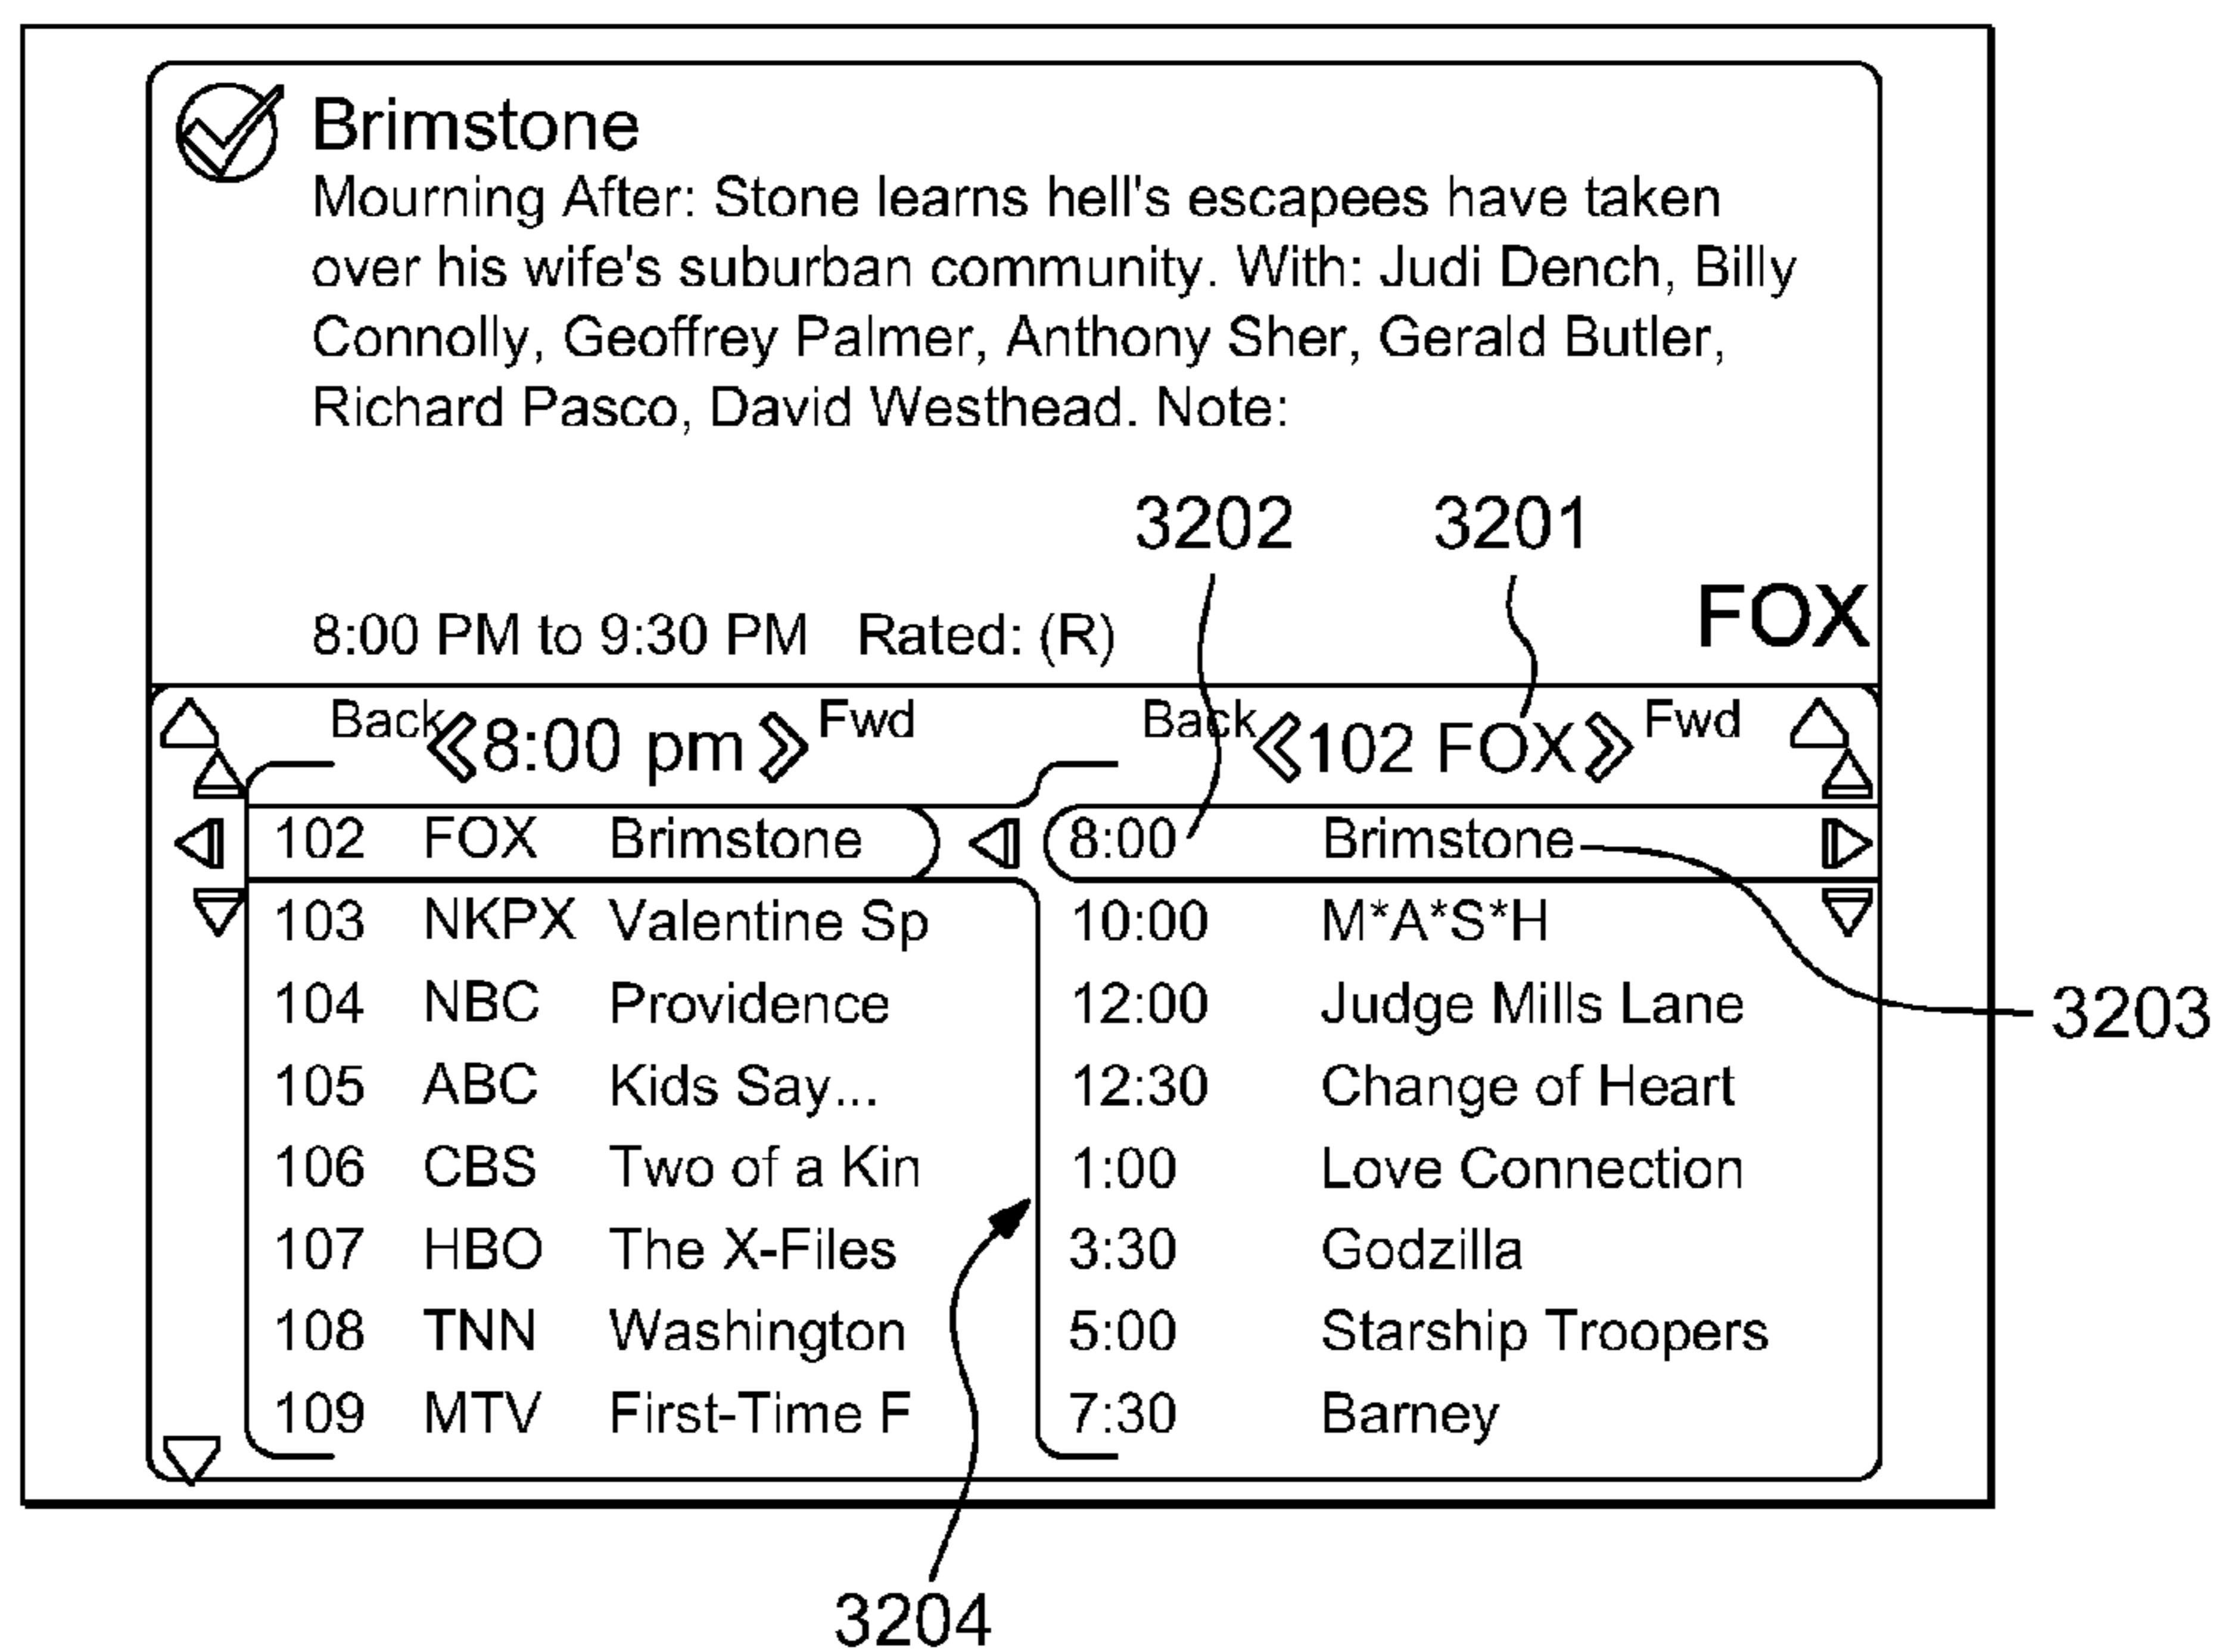 Brimstone
Mourning After: Stone learns hell's escapees have taken
over his wife's suburban community. With: Judi Dench, Billy
Connolly, Geoffrey Palmer, Anthony Sher, Gerald Butler,
Richard Pasco, David Westhead. Note:
3202 3201
FOX
8:00 PM to 9:30 PM Rated: (R)
Back 8:00 pm Fwd Back 102 FOX Fwd
102 FOX Brimstone 8:00 Brimstone
103 NKPX Valentine Sp 10:00 M*A*S*H
3203
104 NBC Providence 12:00 Judge Mills Lane
105 ABC Kids Say... 12:30 Change of Heart
106 CBS Two of a Kin 1:00 Love Connection
107 HBO The X-Files 3:30 Godzilla
108 TNN Washington 5:00 Starship Troopers
109 MTV First-Time F 7:30 Barney
3204